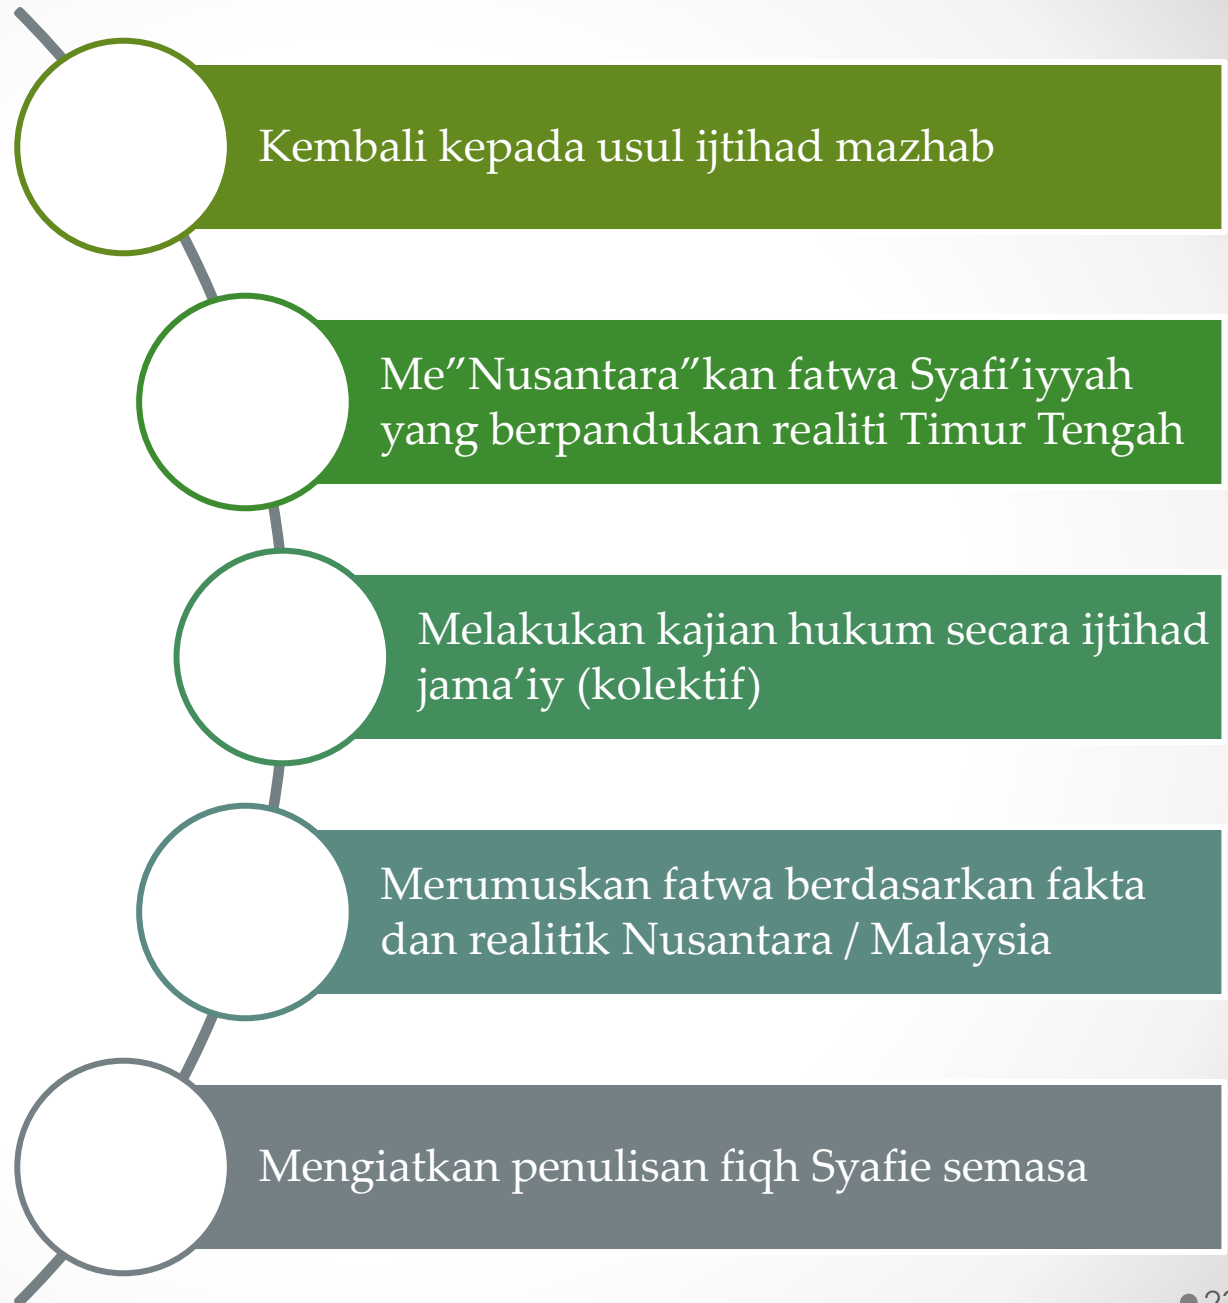 Kembali kepada usul ijtihad mazhab
Me”Nusantara”kan fatwa Syafi’iyyah
yang berpandukan realiti Timur Tengah
Melakukan kajian hukum secara ijtihad
jama’iy (kolektif)
Merumuskan fatwa berdasarkan fakta
dan realitik Nusantara / Malaysia
Mengiatkan penulisan fiqh Syafie semasa